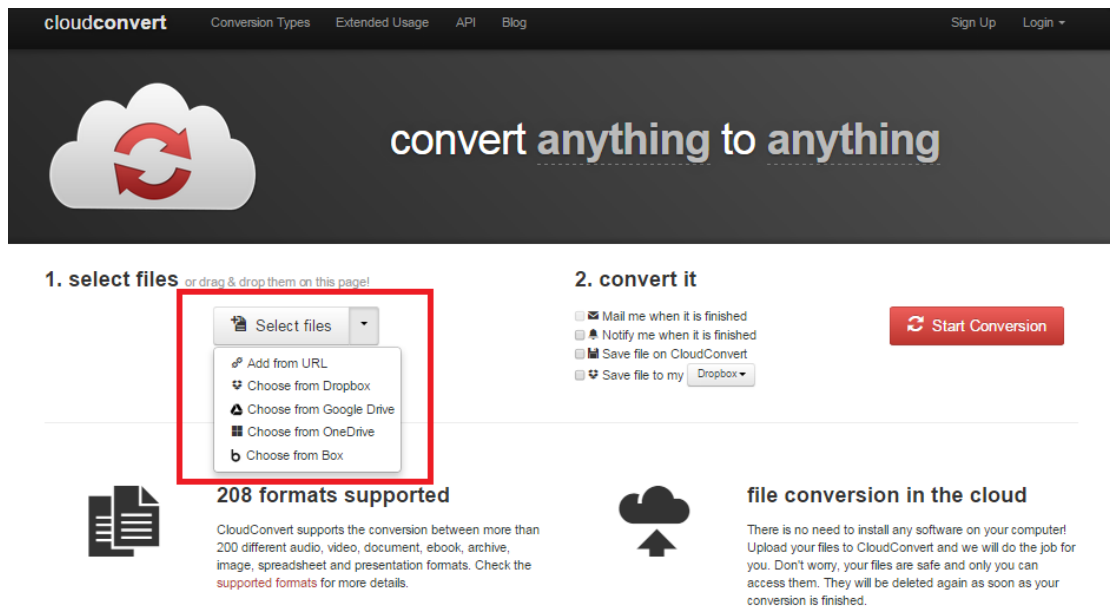 cloudconvert Conversion Types Extended Usage API Blog Sign Up Login
convert anything to anything
1. select files or drag & drop them on this page!
Select files
Add from URL
Choose from Dropbox
Choose from Google Drive
Choose from OneDrive
Choose from Box
2. convert it
Mail me when it is finished
Notify me when it is finished
Save file on CloudConvert
Save file to my Dropbox
Start Conversion
208 formats supported
CloudConvert supports the conversion between more than
200 different audio, video, document, ebook, archive,
image, spreadsheet and presentation formats. Check the
supported formats for more details.
file conversion in the cloud
There is no need to install any software on your computer!
Upload your files to CloudConvert and we will do the job for
you. Don't worry, your files are safe and only you can
access them. They will be deleted again as soon as your
conversion is finished.